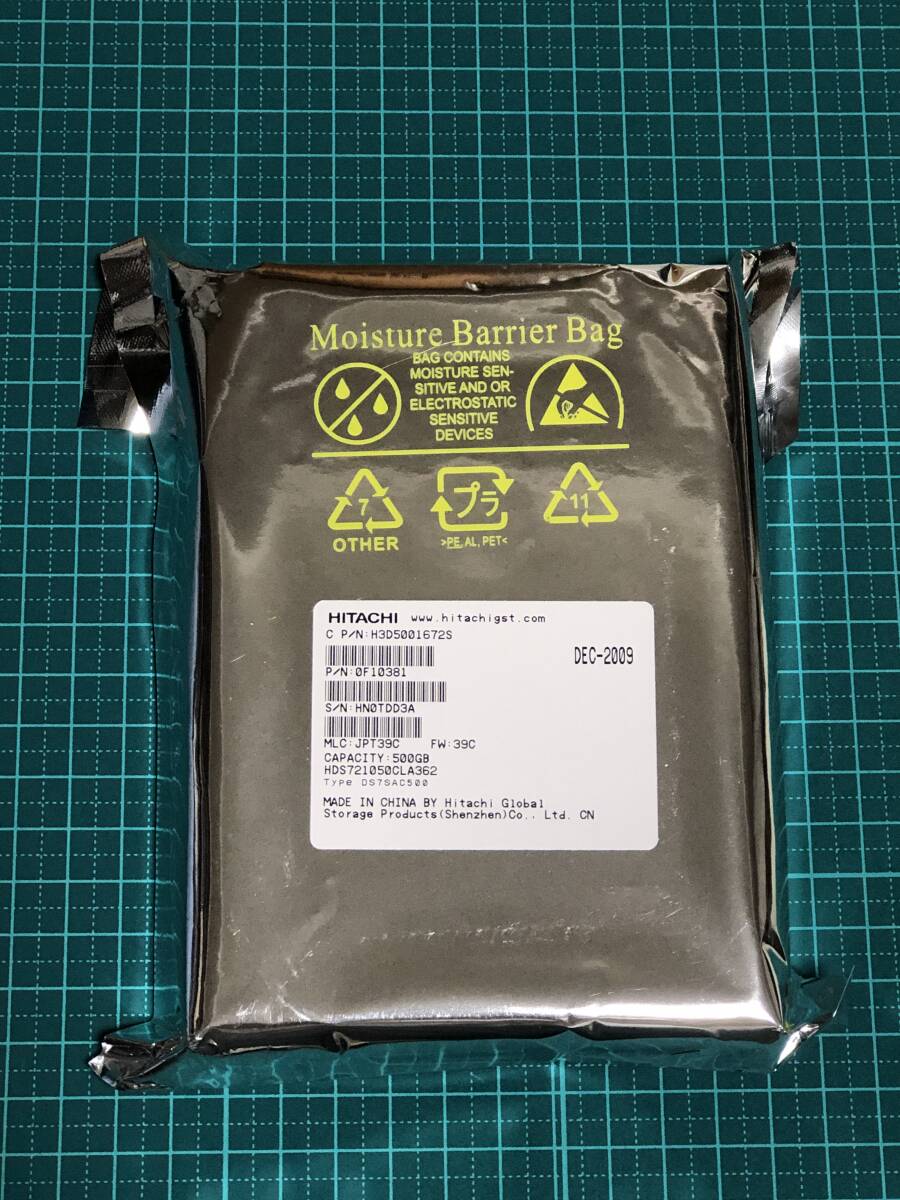 Moisture Barrier Bag
BAG CONTAINS
MOISTURE SEN-
SITIVE AND OR
ELECTROSTATIC
SENSITIVE
DEVICES
7
OTHER
プラ
>PE, AL, PET<
11
HITACHI www.hitachigst.com
C P/N:H3D5001672S
DEC-2009
P/N:0F10381
S/N:HN0TDD3A
MLC:JPT39C FW:39C
CAPACITY:500GB
HDS721050CLA362
Type DS7SAC500
MADE IN CHINA BY Hitachi Global
Storage Products(Shenzhen)Co., Ltd. CN